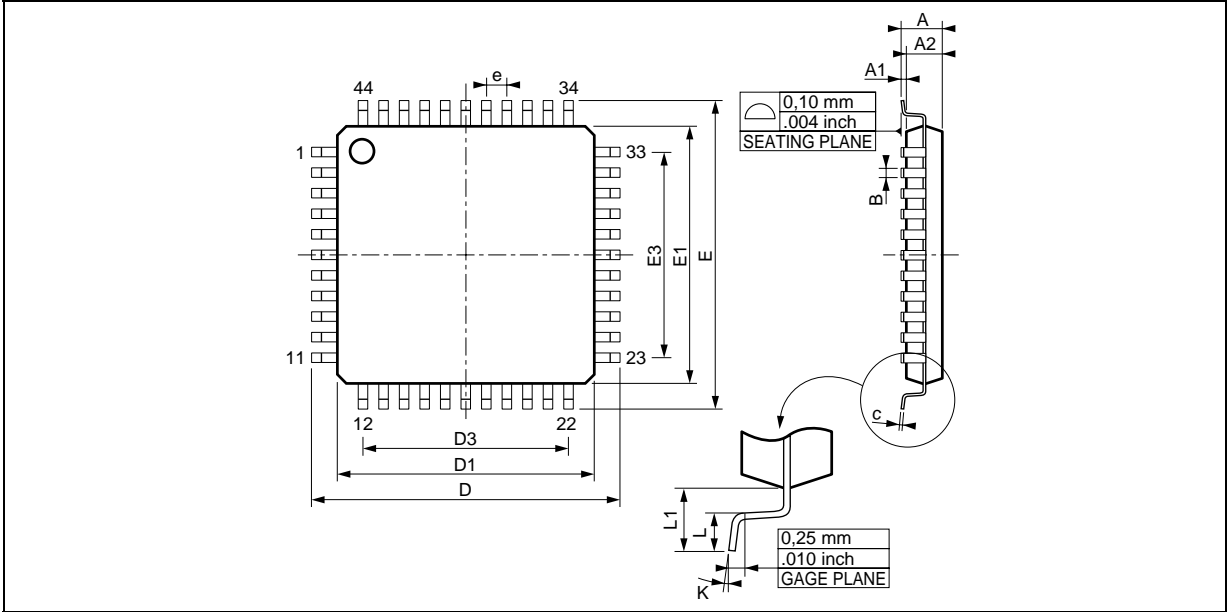 A
A2
A1
e
44
34
0,10 mm
.004 inch
SEATING PLANE
1
33
B
E3
E1
E
11
23
12
22
D3
D1
D
c
L1
L
K
0,25 mm
.010 inch
GAGE PLANE